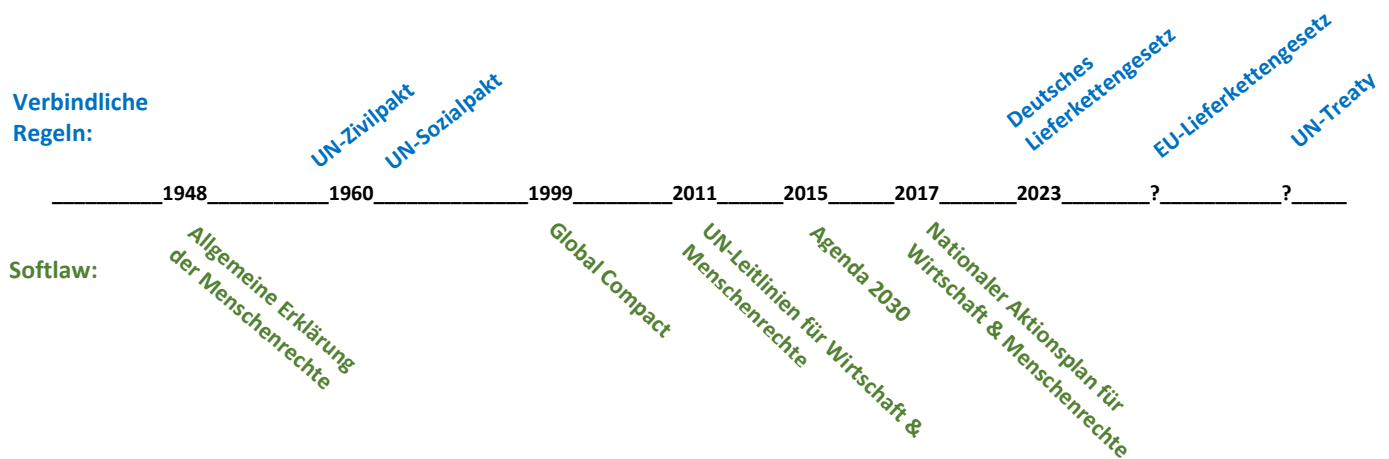 Verbindliche
Regeln:
UN-Zivilpakt
UN-Sozialpakt
Deutsches
Lieferkettengesetz
EU-Lieferkettengesetz
UN-Treaty
__________1948___________1960______________1999_________2011______2015______2017_______2023________?___________?_____
Softlaw:
Allgemeine Erklärung
der Menschenrechte
Global Compact
UN-Leitlinien für Wirtschaft &
Menschenrechte
Agenda 2030
Nationaler Aktionsplan für
Wirtschaft & Menschenrechte